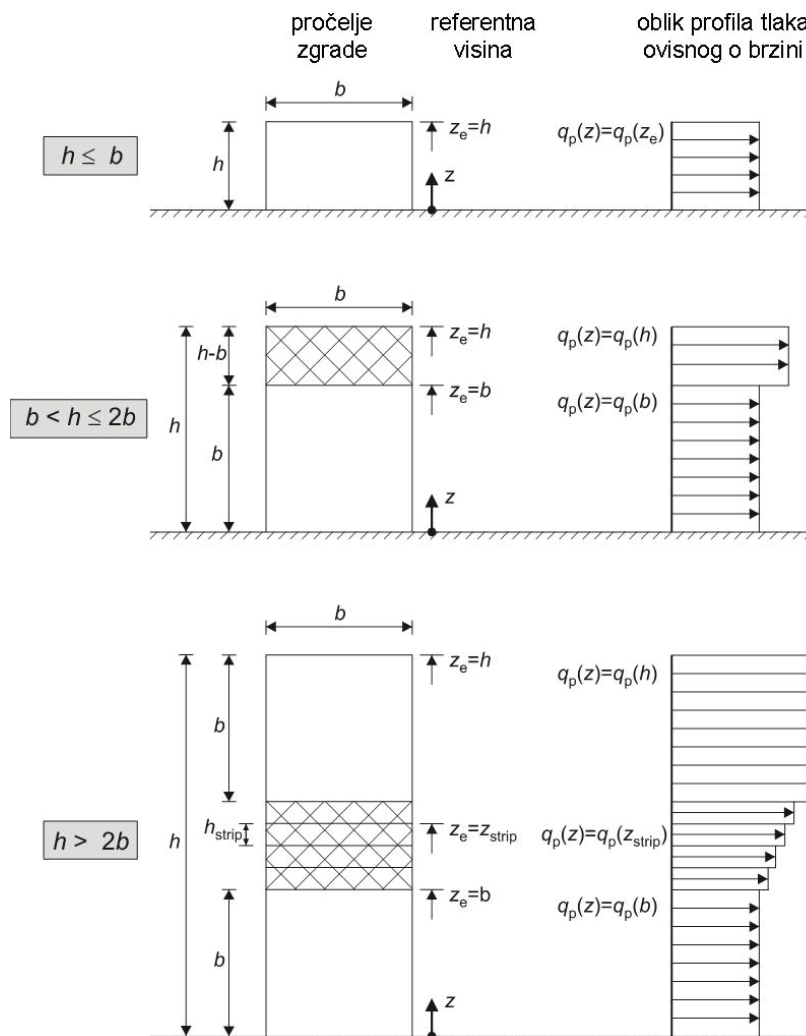 pročelje
zgrade
referentna
visina
oblik profila tlaka
ovisnog o brzini
h ≤ b
b
h
z_e=h
z
q_p(z)=q_p(z_e)
b < h ≤ 2b
b
h-b
h
b
z_e=h
z_e=b
z
q_p(z)=q_p(h)
q_p(z)=q_p(b)
h > 2b
b
h
b
h_strip
b
z_e=h
z_e=z_strip
z_e=b
z
q_p(z)=q_p(h)
q_p(z)=q_p(z_strip)
q_p(z)=q_p(b)